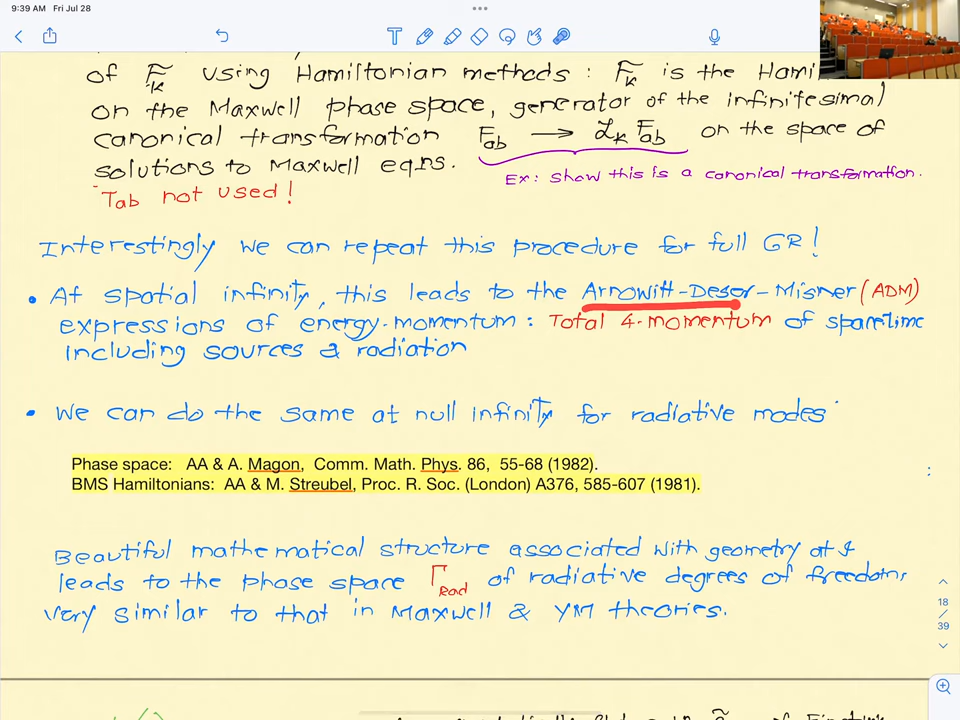 9:39 AM Fri Jul 28
of F̃k using Hamiltonian methods : F̃k is the Hami
on the Maxwell phase space, generator of the infinitesimal
canonical transformation Fab → ℒk Fab on the space of
solutions to Maxwell eqns.
Ex: show this is a canonical transformation.
Tab not used!
Interestingly we can repeat this procedure for full GR!
• At spatial infinity, this leads to the Arnowitt-Deser-Misner (ADM)
expressions of energy-momentum : Total 4-momentum of spacetime
including sources & radiation
• We can do the same at null infinity for radiative modes
Phase space: AA & A. Magon, Comm. Math. Phys. 86, 55-68 (1982).
BMS Hamiltonians: AA & M. Streubel, Proc. R. Soc. (London) A376, 585-607 (1981).
Beautiful mathematical structure associated with geometry at ℐ
leads to the phase space ΓRad of radiative degrees of freedom,
very similar to that in Maxwell & YM theories.
18
/
39